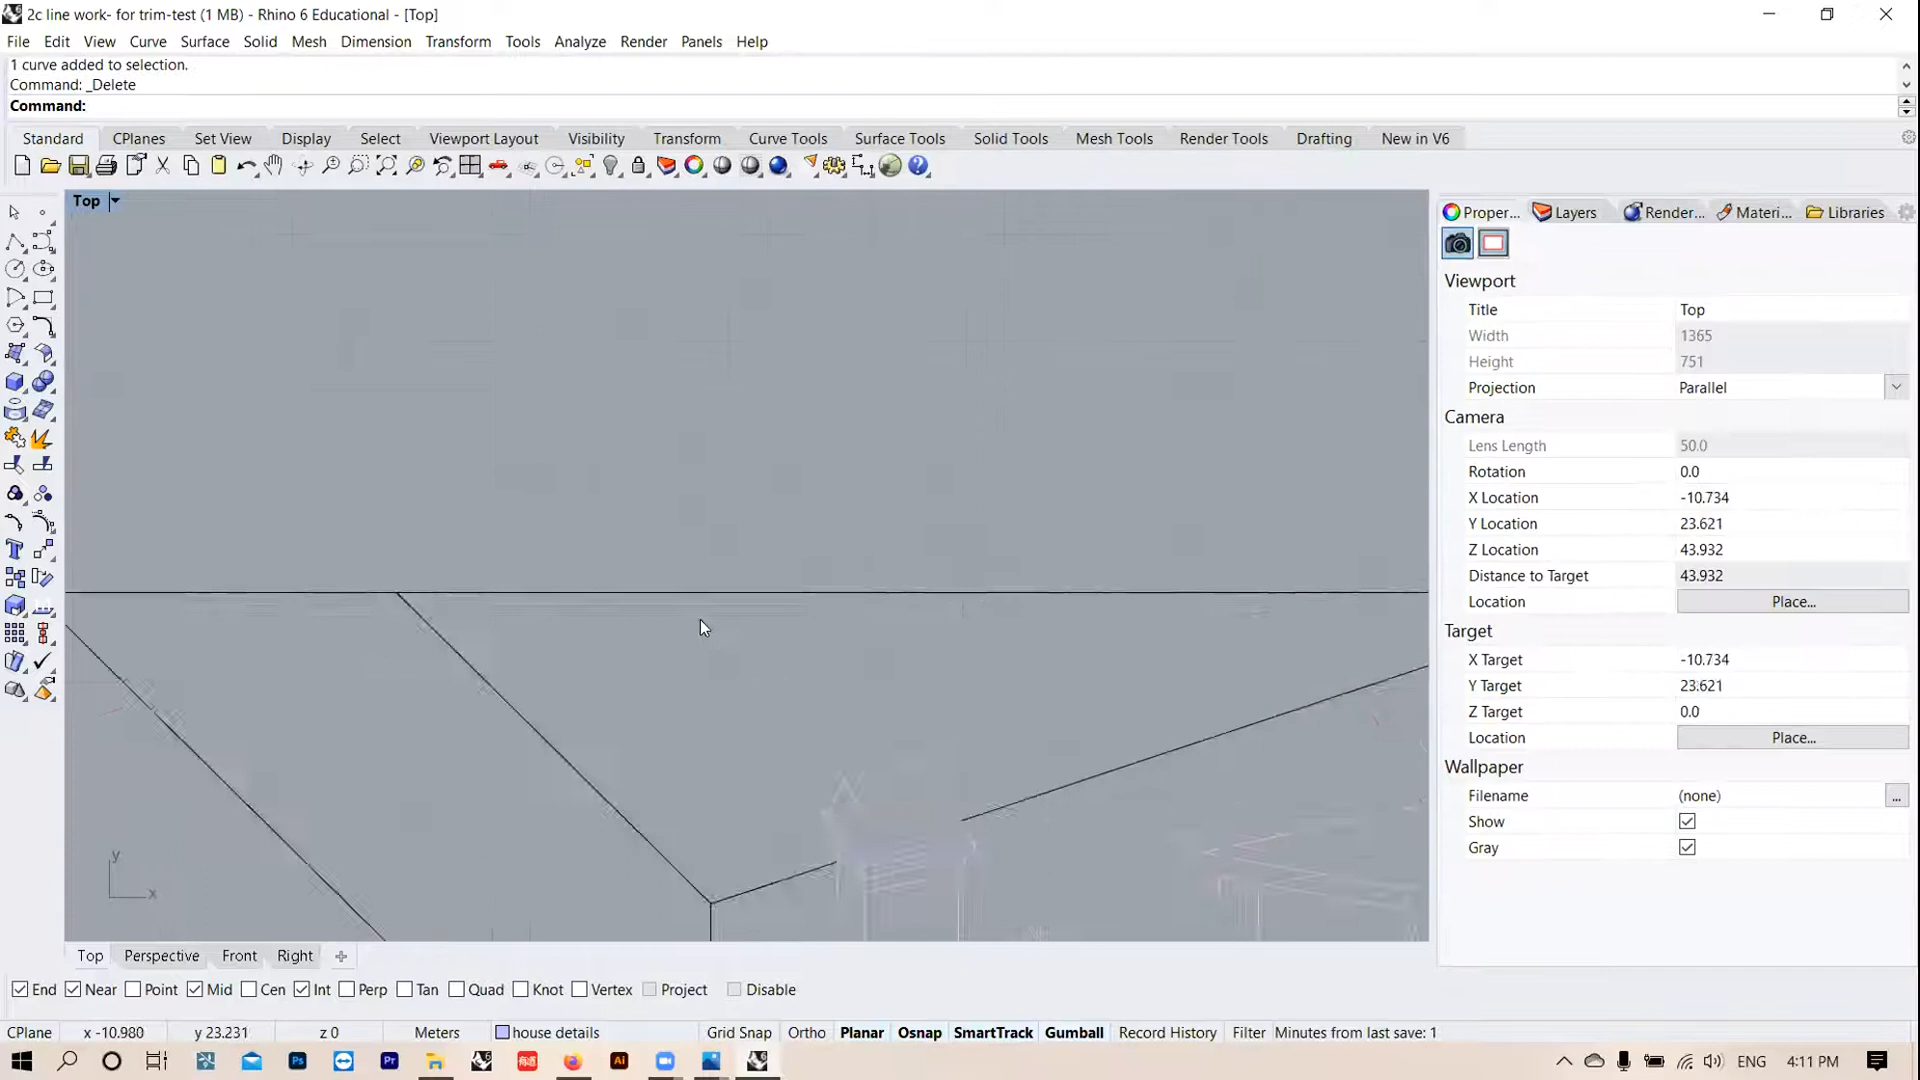 2c line work- for trim-test (1 MB) - Rhino 6 Educational - [Top]
File Edit View Curve Surface Solid Mesh Dimension Transform Tools Analyze Render Panels Help
1 curve added to selection.
Command: _Delete
Command:
Standard CPlanes Set View Display Select Viewport Layout Visibility Transform Curve Tools Surface Tools Solid Tools Mesh Tools Render Tools Drafting New in V6
Top
Proper... Layers Render... Materi... Libraries
Viewport
Title Top
Width 1365
Height 751
Projection Parallel
Camera
Lens Length 50.0
Rotation 0.0
X Location -10.734
Y Location 23.621
Z Location 43.932
Distance to Target 43.932
Location Place...
Target
X Target -10.734
Y Target 23.621
Z Target 0.0
Location Place...
Wallpaper
Filename (none) ...
Show
Gray
y
x
Top Perspective Front Right
End Near Point Mid Cen Int Perp Tan Quad Knot Vertex Project Disable
CPlane x -10.980 y 23.231 z 0 Meters house details Grid Snap Ortho Planar Osnap SmartTrack Gumball Record History Filter Minutes from last save: 1
Ps Pr Ai ENG 4:11 PM